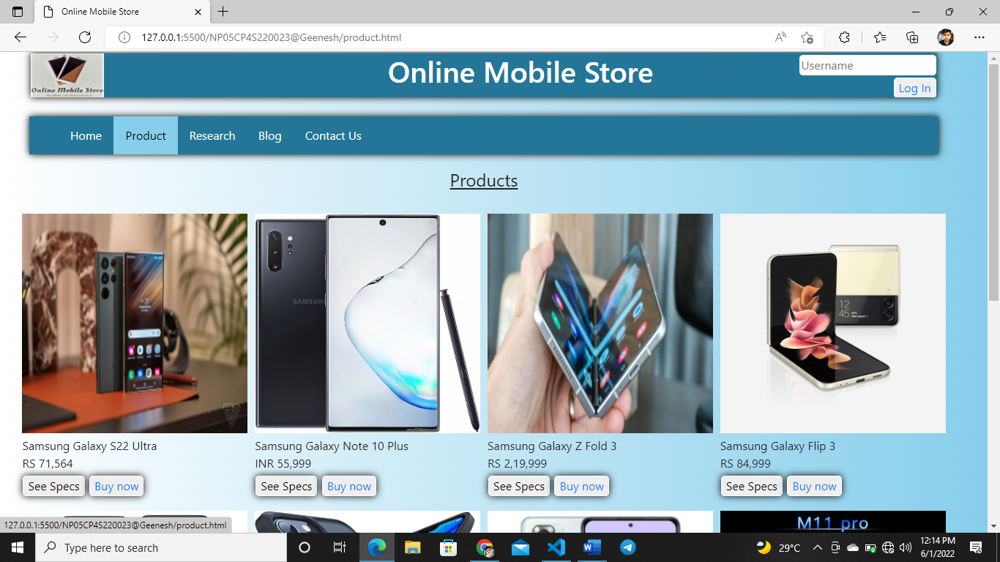 Online Mobile Store
127.0.0.1:5500/NP05CP4S220023@Geenesh/product.html
Online Mobile Store
Online Mobile Store
Username
Log In
Home
Product
Research
Blog
Contact Us
Products
SAMSUNG
12
45
Samsung Galaxy S22 Ultra
RS 71,564
See Specs
Buy now
Samsung Galaxy Note 10 Plus
INR 55,999
See Specs
Buy now
Samsung Galaxy Z Fold 3
RS 2,19,999
See Specs
Buy now
Samsung Galaxy Flip 3
RS 84,999
See Specs
Buy now
M11 pro
127.0.0.1:5500/NP05CP4S220023@Geenesh/product.html
Type here to search
29°C
12:14 PM
6/1/2022